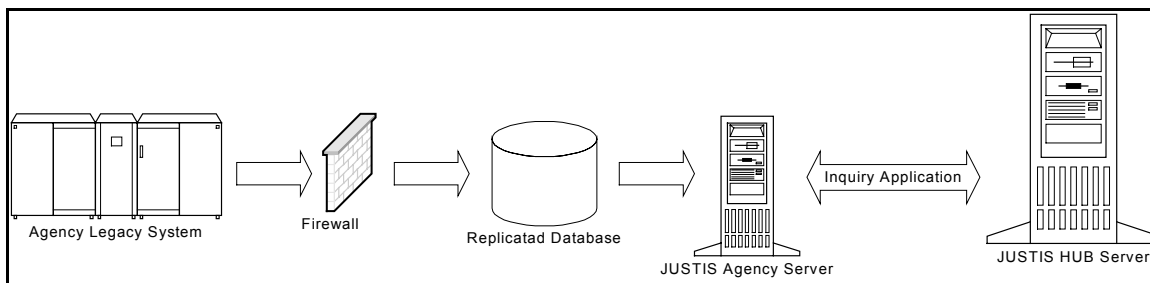 Agency Legacy System
Firewall
Replicatad Database
JUSTIS Agency Server
Inquiry Application
JUSTIS HUB Server